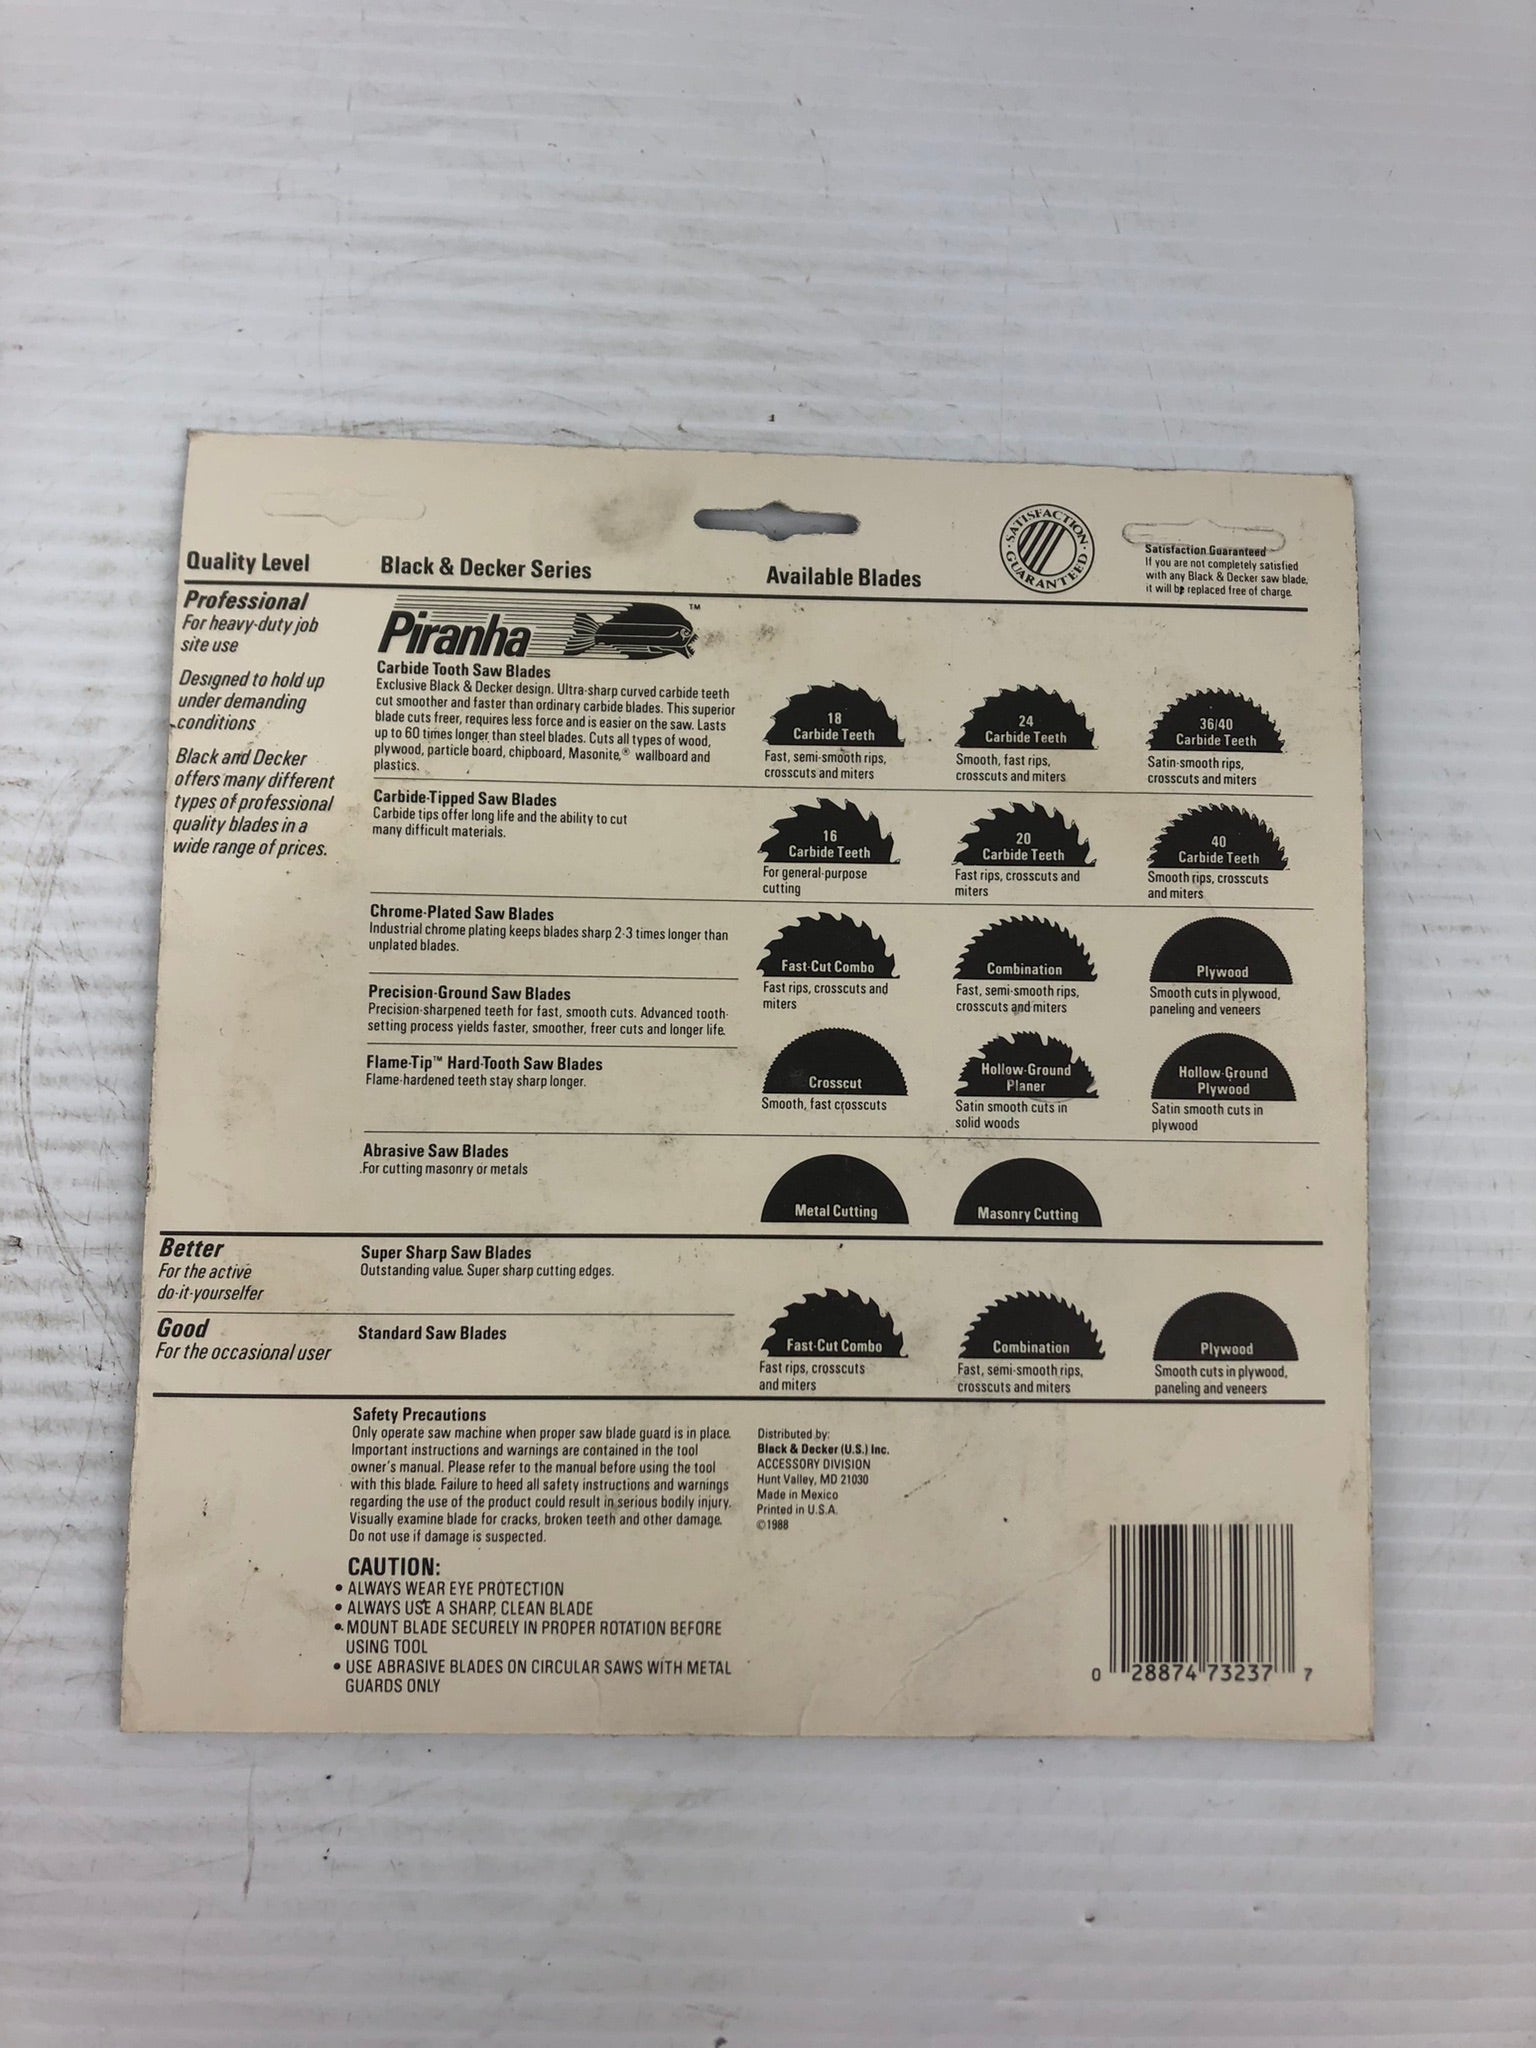 Quality Level
Black & Decker Series
Available Blades
SATISFACTION
GUARANTEED
Satisfaction Guaranteed
If you are not completely satisfied
with any Black & Decker saw blade,
it will be replaced free of charge.
Professional
For heavy-duty job
site use
Designed to hold up
under demanding
conditions
Black and Decker
offers many different
types of professional
quality blades in a
wide range of prices.
Piranha™
Carbide Tooth Saw Blades
Exclusive Black & Decker design. Ultra-sharp curved carbide teeth
cut smoother and faster than ordinary carbide blades. This superior
blade cuts freer, requires less force and is easier on the saw. Lasts
up to 60 times longer than steel blades. Cuts all types of wood,
plywood, particle board, chipboard, Masonite,® wallboard and
plastics.
18
Carbide Teeth
Fast, semi-smooth rips,
crosscuts and miters
24
Carbide Teeth
Smooth, fast rips,
crosscuts and miters
36/40
Carbide Teeth
Satin-smooth rips,
crosscuts and miters
Carbide-Tipped Saw Blades
Carbide tips offer long life and the ability to cut
many difficult materials.
16
Carbide Teeth
For general-purpose
cutting
20
Carbide Teeth
Fast rips, crosscuts and
miters
40
Carbide Teeth
Smooth rips, crosscuts
and miters
Chrome-Plated Saw Blades
Industrial chrome plating keeps blades sharp 2-3 times longer than
unplated blades.
Fast-Cut Combo
Fast rips, crosscuts and
miters
Combination
Fast, semi-smooth rips,
crosscuts and miters
Plywood
Smooth cuts in plywood,
paneling and veneers
Precision-Ground Saw Blades
Precision-sharpened teeth for fast, smooth cuts. Advanced tooth-
setting process yields faster, smoother, freer cuts and longer life.
Flame-Tip™ Hard-Tooth Saw Blades
Flame-hardened teeth stay sharp longer.
Crosscut
Smooth, fast crosscuts
Hollow-Ground
Planer
Satin smooth cuts in
solid woods
Hollow-Ground
Plywood
Satin smooth cuts in
plywood
Abrasive Saw Blades
For cutting masonry or metals
Metal Cutting
Masonry Cutting
Better
For the active
do-it-yourselfer
Super Sharp Saw Blades
Outstanding value. Super sharp cutting edges.
Good
For the occasional user
Standard Saw Blades
Fast-Cut Combo
Fast rips, crosscuts
and miters
Combination
Fast, semi-smooth rips,
crosscuts and miters
Plywood
Smooth cuts in plywood,
paneling and veneers
Safety Precautions
Only operate saw machine when proper saw blade guard is in place.
Important instructions and warnings are contained in the tool
owner's manual. Please refer to the manual before using the tool
with this blade. Failure to heed all safety instructions and warnings
regarding the use of the product could result in serious bodily injury.
Visually examine blade for cracks, broken teeth and other damage.
Do not use if damage is suspected.
CAUTION:
• ALWAYS WEAR EYE PROTECTION
• ALWAYS USE A SHARP, CLEAN BLADE
• MOUNT BLADE SECURELY IN PROPER ROTATION BEFORE
USING TOOL
• USE ABRASIVE BLADES ON CIRCULAR SAWS WITH METAL
GUARDS ONLY
Distributed by:
Black & Decker (U.S.) Inc.
ACCESSORY DIVISION
Hunt Valley, MD 21030
Made in Mexico
Printed in U.S.A.
©1988
0 28874 73237 7